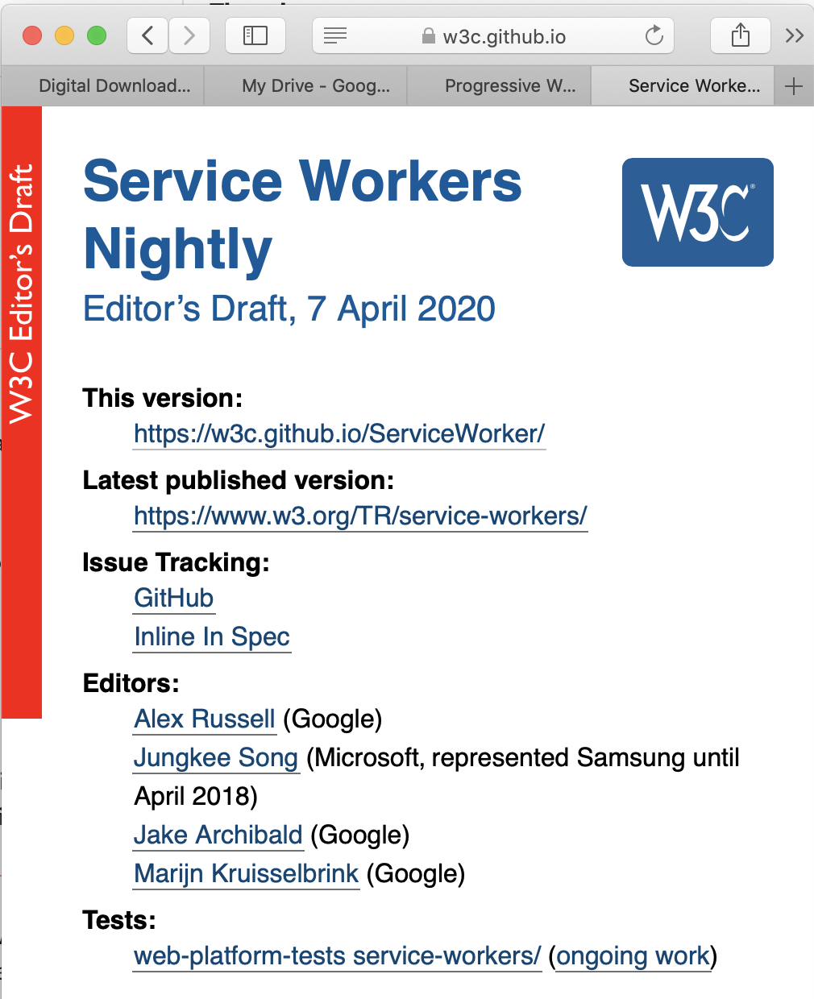 w3c.github.io
Digital Download...
My Drive - Goog...
Progressive W...
Service Worke...
W3C Editor's Draft
Service Workers
Nightly
W3C®
Editor’s Draft, 7 April 2020
This version:
https://w3c.github.io/ServiceWorker/
Latest published version:
https://www.w3.org/TR/service-workers/
Issue Tracking:
GitHub
Inline In Spec
Editors:
Alex Russell (Google)
Jungkee Song (Microsoft, represented Samsung until
April 2018)
Jake Archibald (Google)
Marijn Kruisselbrink (Google)
Tests:
web-platform-tests service-workers/ (ongoing work)